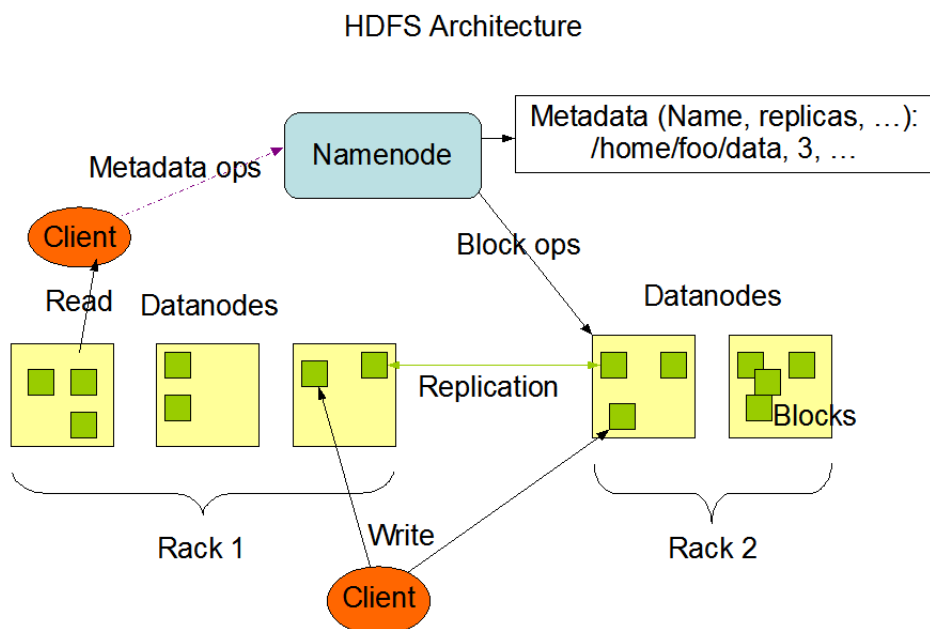 HDFS Architecture
Metadata (Name, replicas, …):
/home/foo/data, 3, …
Namenode
Metadata ops
Client
Block ops
Read
Datanodes
Datanodes
Replication
Blocks
Rack 1
Write
Rack 2
Client